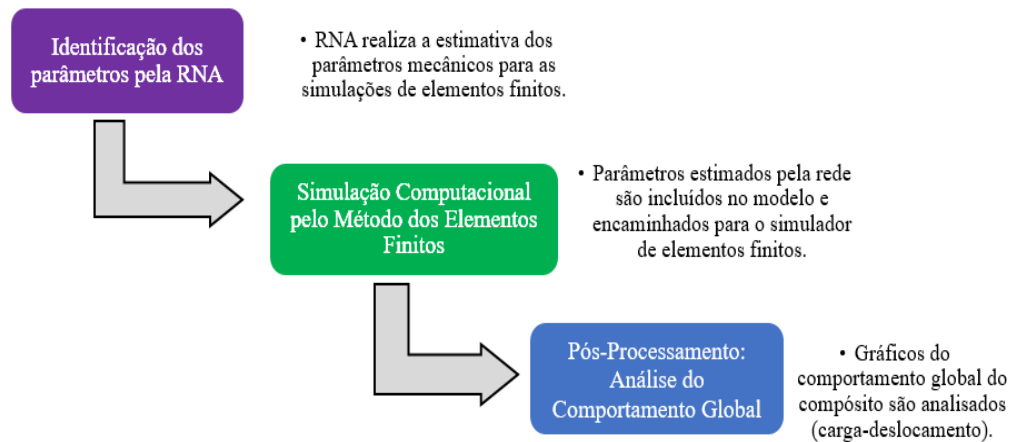 Identificação dos
parâmetros pela RNA
• RNA realiza a estimativa dos
parâmetros mecânicos para as
simulações de elementos finitos.
Simulação Computacional
pelo Método dos Elementos
Finitos
• Parâmetros estimados pela rede
são incluídos no modelo e
encaminhados para o simulador
de elementos finitos.
Pós-Processamento:
Análise do
Comportamento Global
• Gráficos do
comportamento global do
compósito são analisados
(carga-deslocamento).